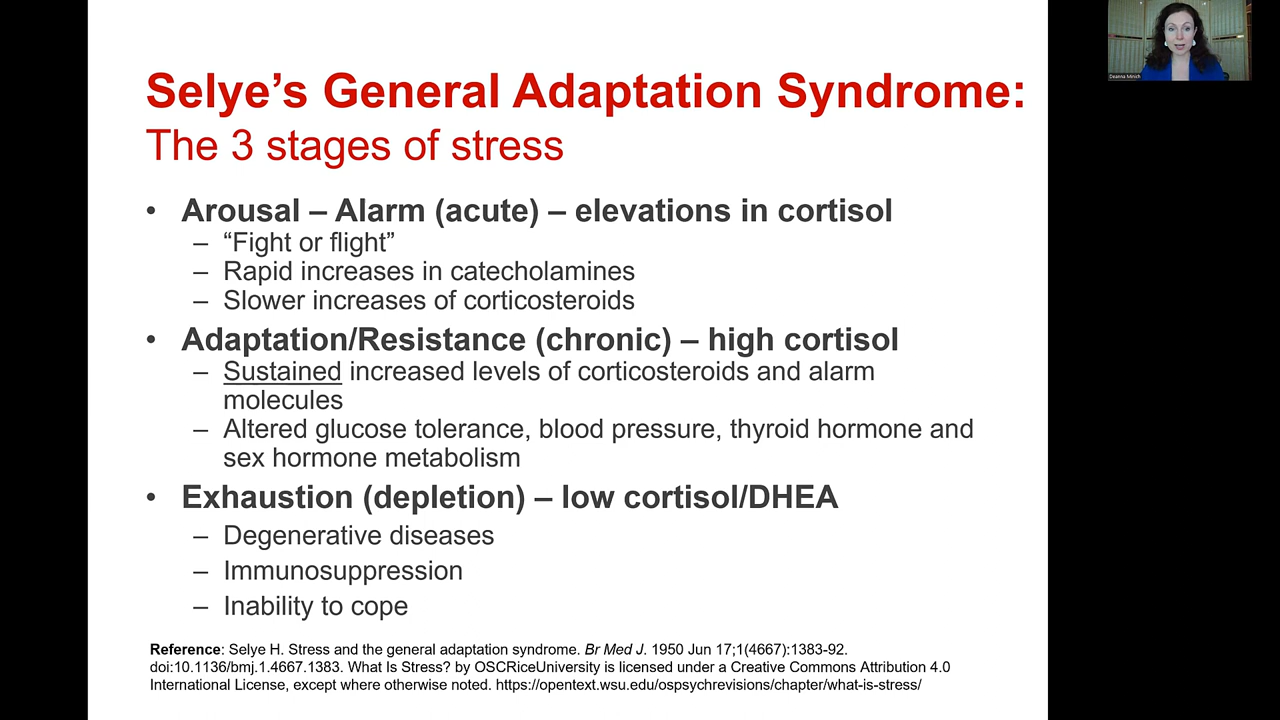 Selye’s General Adaptation Syndrome:
The 3 stages of stress
• Arousal – Alarm (acute) – elevations in cortisol
– “Fight or flight”
– Rapid increases in catecholamines
– Slower increases of corticosteroids
• Adaptation/Resistance (chronic) – high cortisol
– Sustained increased levels of corticosteroids and alarm
molecules
– Altered glucose tolerance, blood pressure, thyroid hormone and
sex hormone metabolism
• Exhaustion (depletion) – low cortisol/DHEA
– Degenerative diseases
– Immunosuppression
– Inability to cope
Reference: Selye H. Stress and the general adaptation syndrome. Br Med J. 1950 Jun 17;1(4667):1383-92.
doi:10.1136/bmj.1.4667.1383. What Is Stress? by OSCRiceUniversity is licensed under a Creative Commons Attribution 4.0
International License, except where otherwise noted. https://opentext.wsu.edu/ospsychrevisions/chapter/what-is-stress/
Deanna Minich